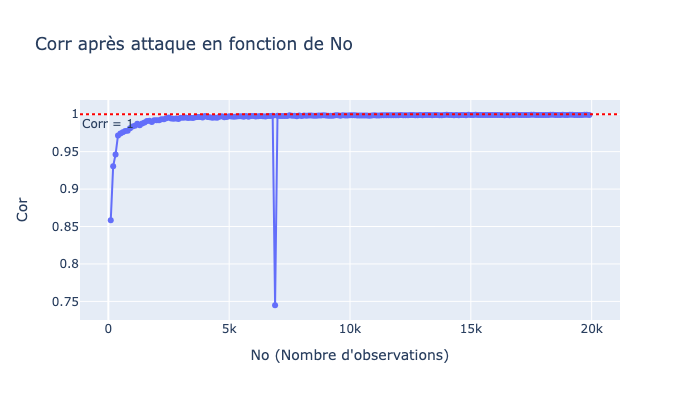 Corr après attaque en fonction de No
Cor
1
Corr = 1
0.95
0.9
0.85
0.8
0.75
0
5k
10k
15k
20k
No (Nombre d'observations)